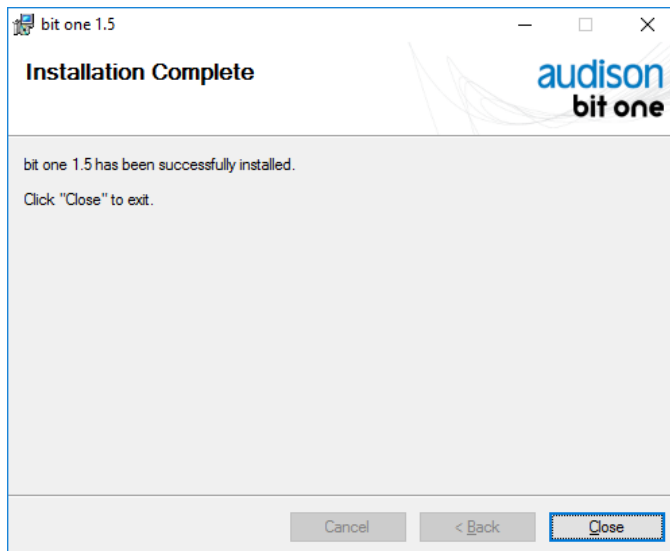 bit one 1.5
Installation Complete
audison
bit one
bit one 1.5 has been successfully installed.
Click "Close" to exit.
Cancel
< Back
Close